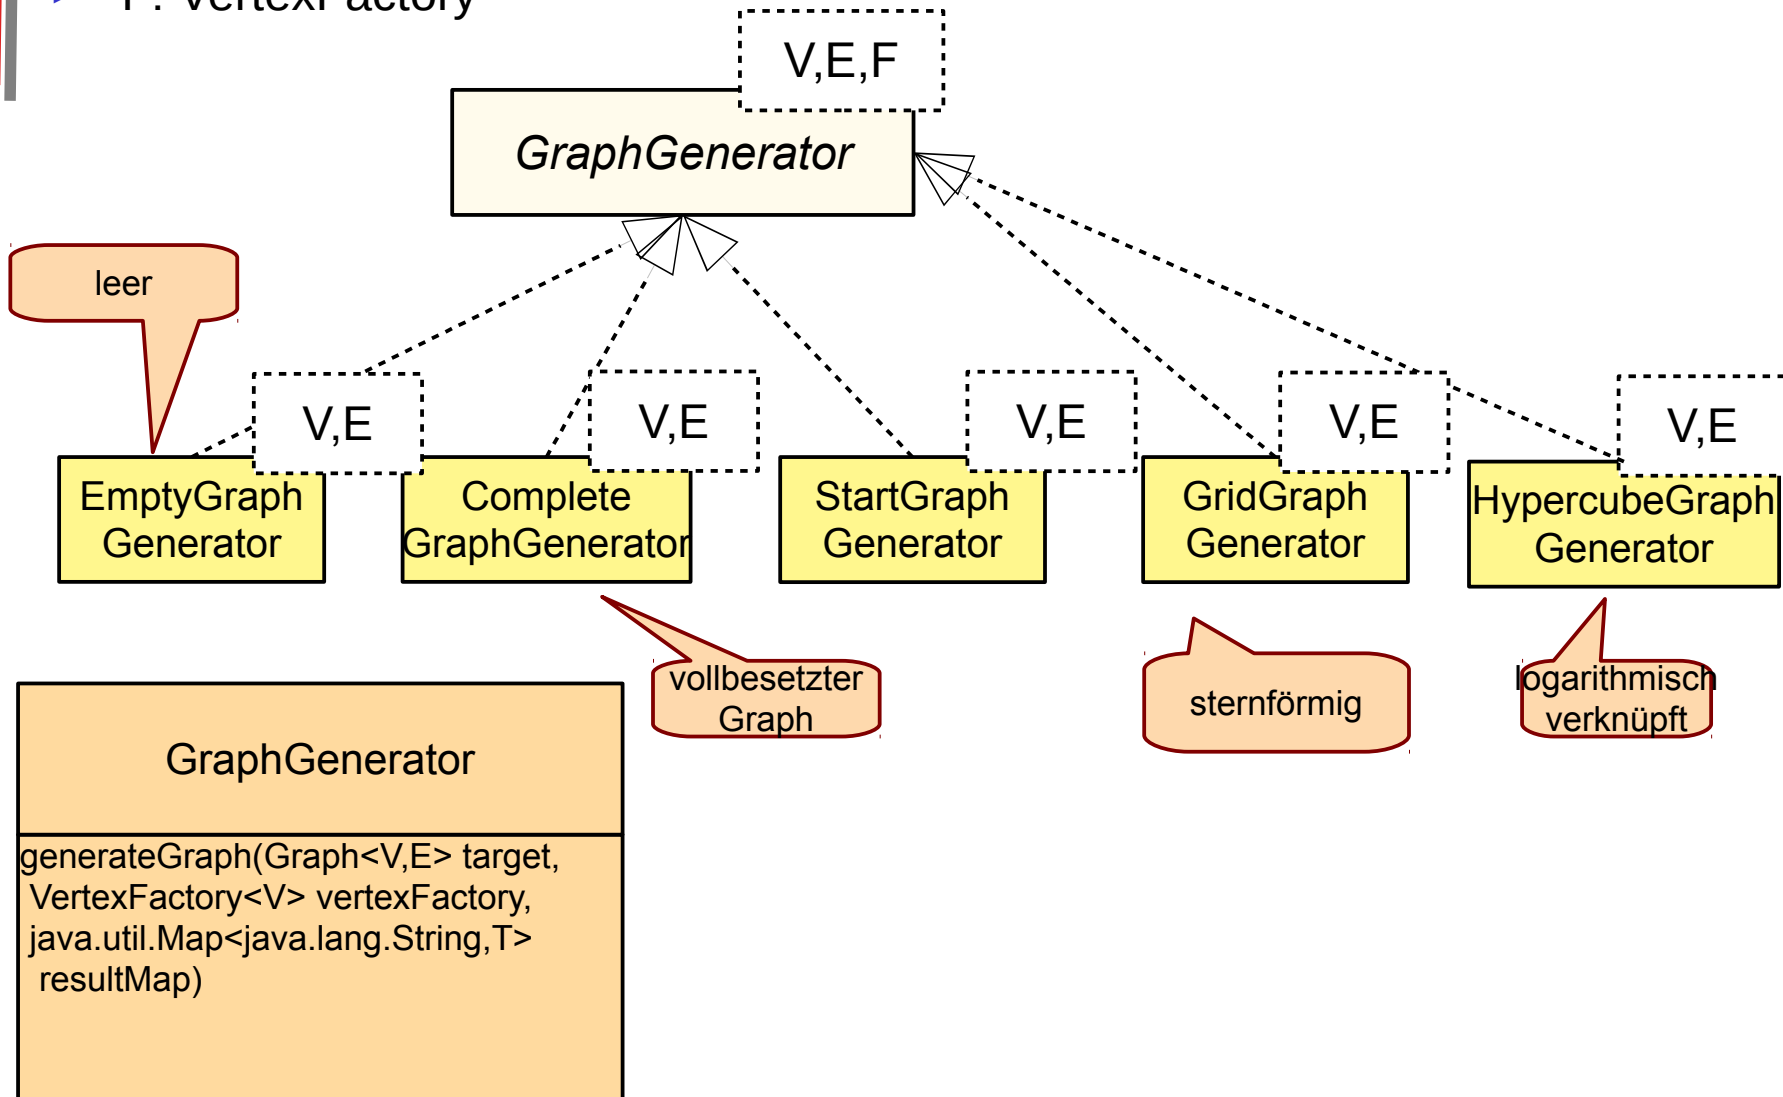 F: VertexFactory
V,E,F
GraphGenerator
leer
V,E
V,E
V,E
V,E
V,E
EmptyGraph
Generator
Complete
GraphGenerator
StartGraph
Generator
GridGraph
Generator
HypercubeGraph
Generator
vollbesetzter
Graph
sternförmig
logarithmisch
verknüpft
GraphGenerator
generateGraph(Graph<V,E> target,
VertexFactory<V> vertexFactory,
java.util.Map<java.lang.String,T>
resultMap)